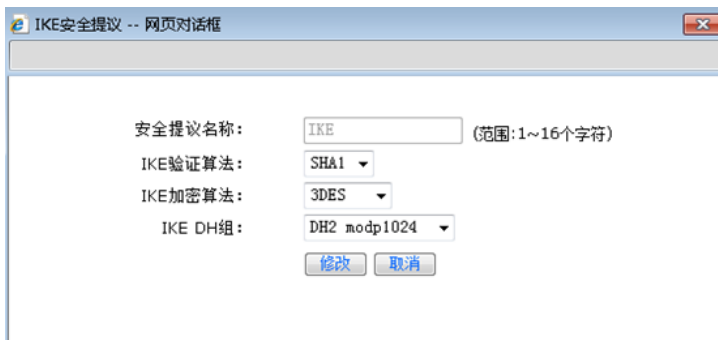 IKE安全提议 -- 网页对话框
安全提议名称： IKE (范围:1~16个字符)
IKE验证算法： SHA1
IKE加密算法： 3DES
IKE DH组： DH2 modp1024
修改 取消